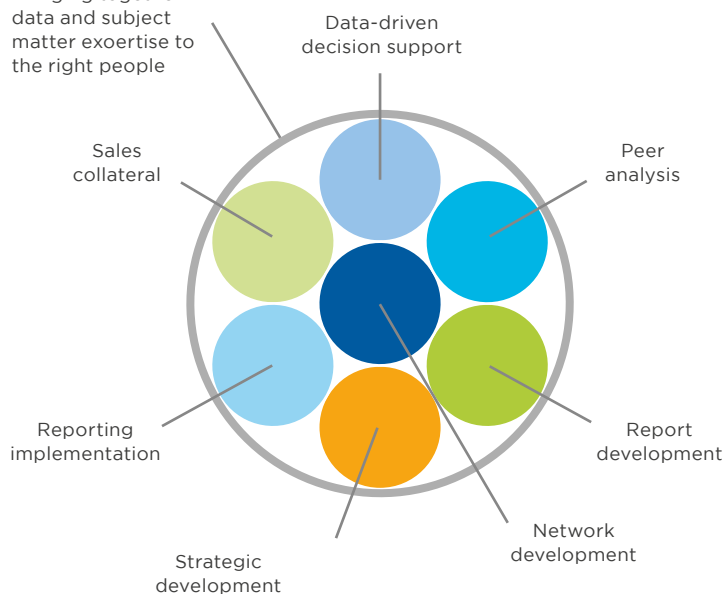 data and subject
matter exoertise to
the right people
Data-driven
decision support
Sales
collateral
Peer
analysis
Reporting
implementation
Report
development
Strategic
development
Network
development